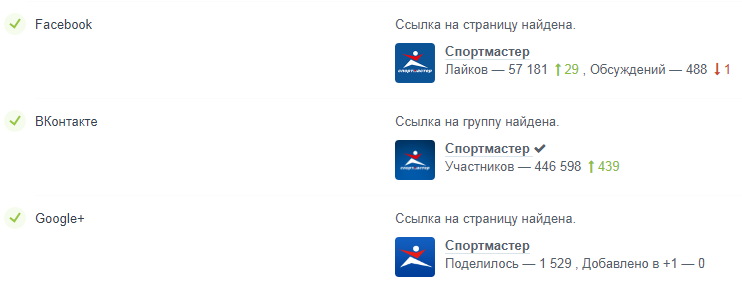 Facebook
Ссылка на страницу найдена.
Спортмастер
Лайков — 57 181 ↑ 29 , Обсуждений — 488 ↓ 1
ВКонтакте
Ссылка на группу найдена.
Спортмастер ✔
Участников — 446 598 ↑ 439
Google+
Ссылка на страницу найдена.
Спортмастер
Поделилось — 1 529 , Добавлено в +1 — 0